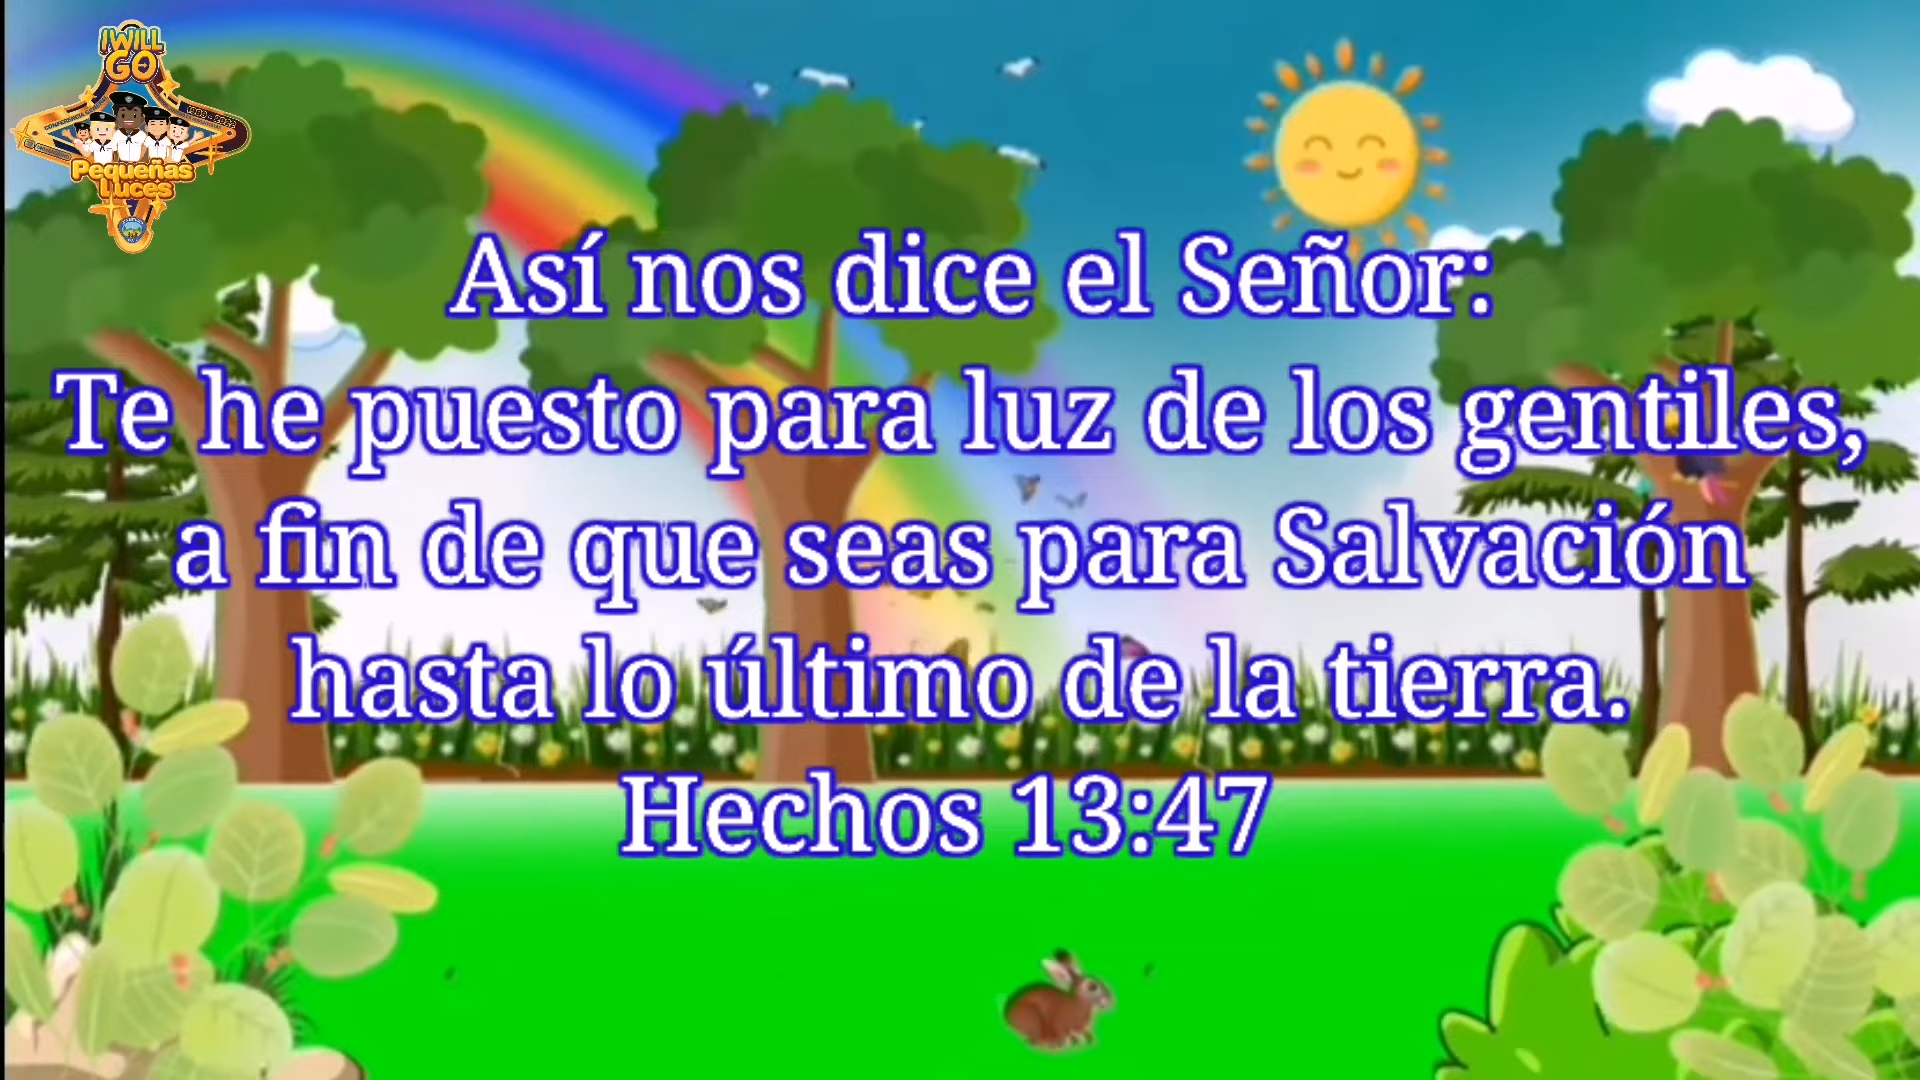 I WILL
GO
Pequeñas
Luces
Así nos dice el Señor:
Te he puesto para luz de los gentiles,
a fin de que seas para Salvación
hasta lo último de la tierra.
Hechos 13:47